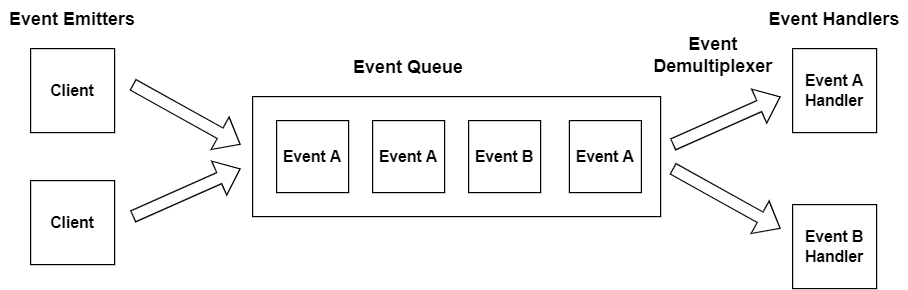 Event Emitters
Event Handlers
Event
Demultiplexer
Event Queue
Client
Event A
Handler
Event A
Event A
Event B
Event A
Client
Event B
Handler